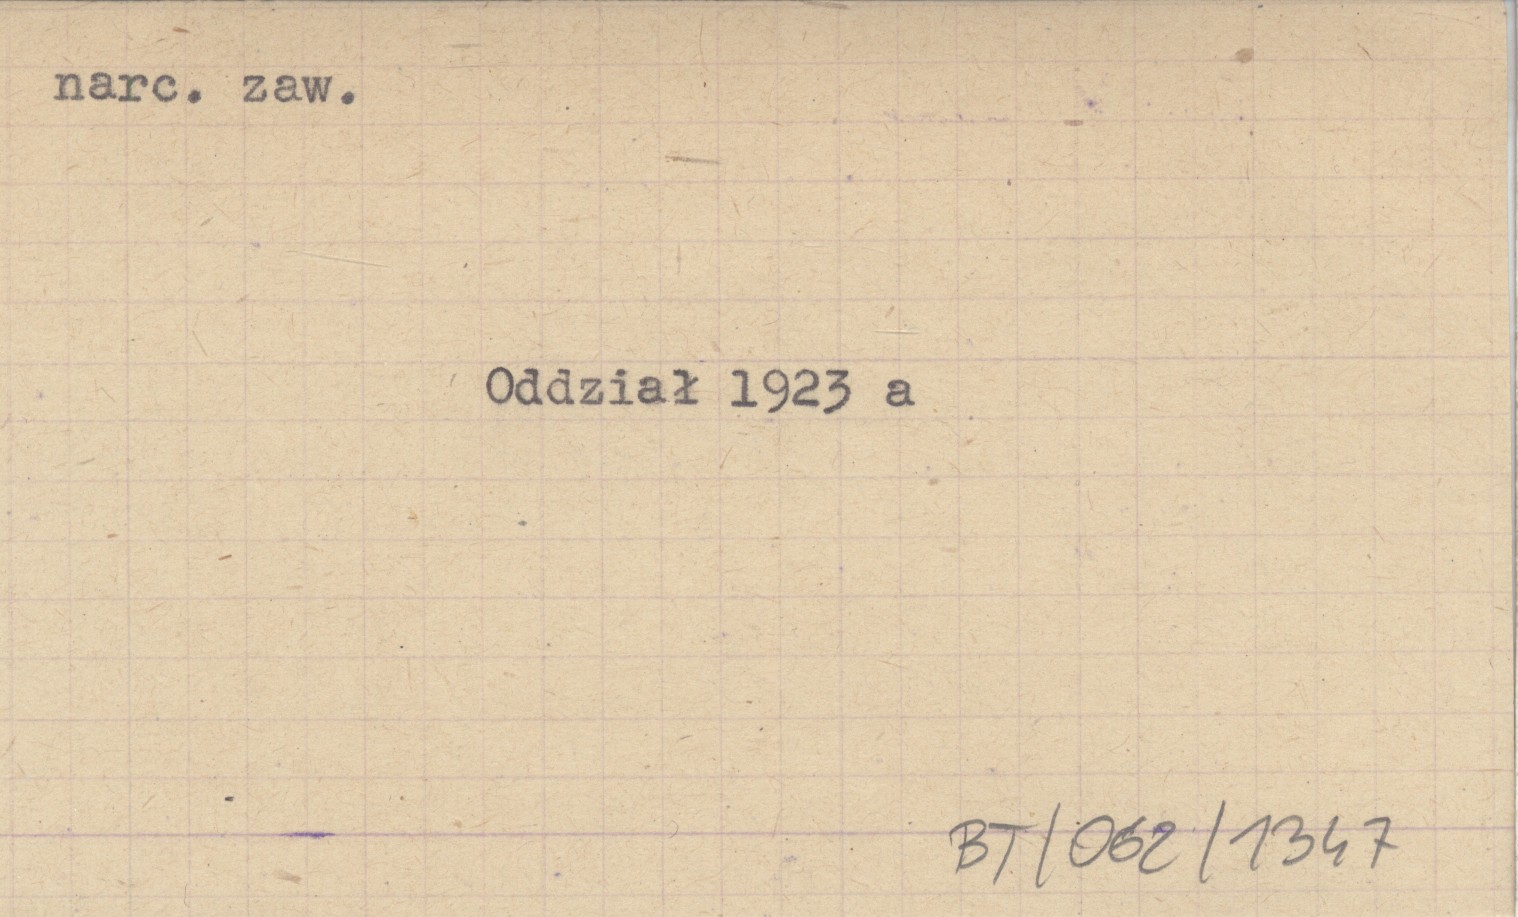 narc. zaw.
Oddział 1923 a
BT/062/1347